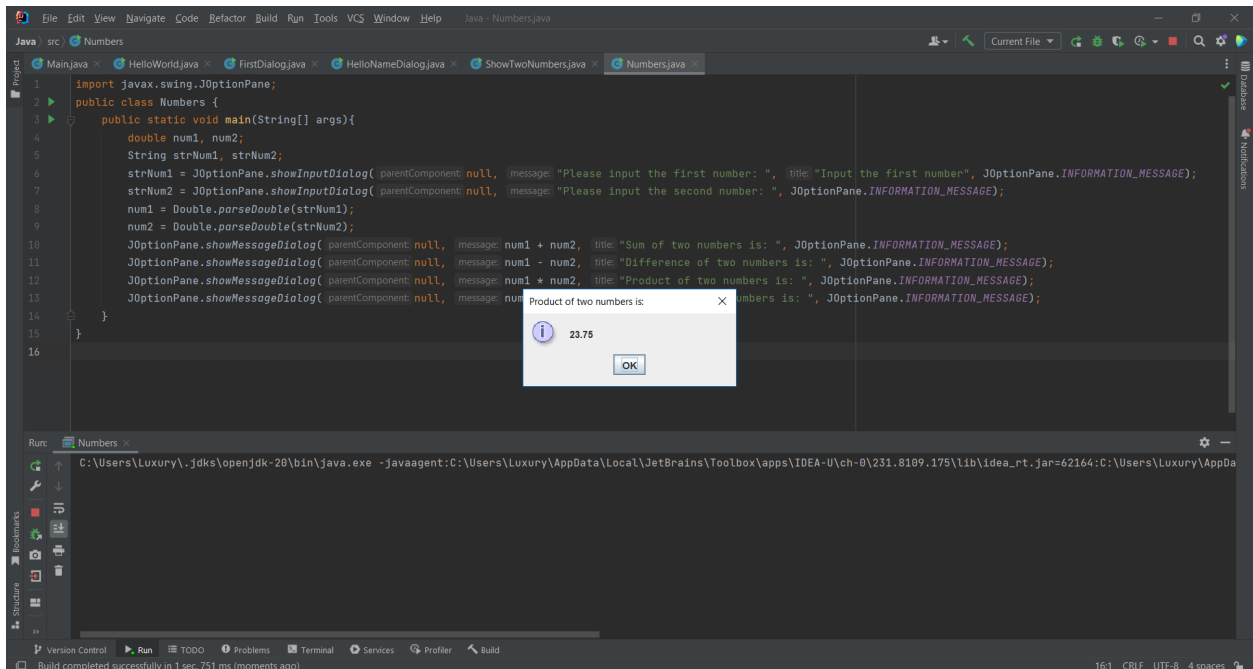 File Edit View Navigate Code Refactor Build Run Tools VCS Window Help Java - Numbers.java
Java src Numbers
Current File
Main.java HelloWorld.java FirstDialog.java HelloNameDialog.java ShowTwoNumbers.java Numbers.java
Project
Database
Notifications
1 import javax.swing.JOptionPane;
2 public class Numbers {
3 public static void main(String[] args){
4 double num1, num2;
5 String strNum1, strNum2;
6 strNum1 = JOptionPane.showInputDialog( parentComponent: null, message: "Please input the first number: ", title: "Input the first number", JOptionPane.INFORMATION_MESSAGE);
7 strNum2 = JOptionPane.showInputDialog( parentComponent: null, message: "Please input the second number: ", JOptionPane.INFORMATION_MESSAGE);
8 num1 = Double.parseDouble(strNum1);
9 num2 = Double.parseDouble(strNum2);
10 JOptionPane.showMessageDialog( parentComponent: null, message: num1 + num2, title: "Sum of two numbers is: ", JOptionPane.INFORMATION_MESSAGE);
11 JOptionPane.showMessageDialog( parentComponent: null, message: num1 - num2, title: "Difference of two numbers is: ", JOptionPane.INFORMATION_MESSAGE);
12 JOptionPane.showMessageDialog( parentComponent: null, message: num1 * num2, title: "Product of two numbers is: ", JOptionPane.INFORMATION_MESSAGE);
13 JOptionPane.showMessageDialog( parentComponent: null, message: num umbers is: ", JOptionPane.INFORMATION_MESSAGE);
14 }
15 }
16
Product of two numbers is:
23.75
OK
Run: Numbers
C:\Users\Luxury\.jdks\openjdk-20\bin\java.exe -javaagent:C:\Users\Luxury\AppData\Local\JetBrains\Toolbox\apps\IDEA-U\ch-0\231.8109.175\lib\idea_rt.jar=62164:C:\Users\Luxury\AppDa
Bookmarks
Structure
Version Control Run TODO Problems Terminal Services Profiler Build
Build completed successfully in 1 sec, 751 ms (moments ago) 16:1 CRLF UTF-8 4 spaces